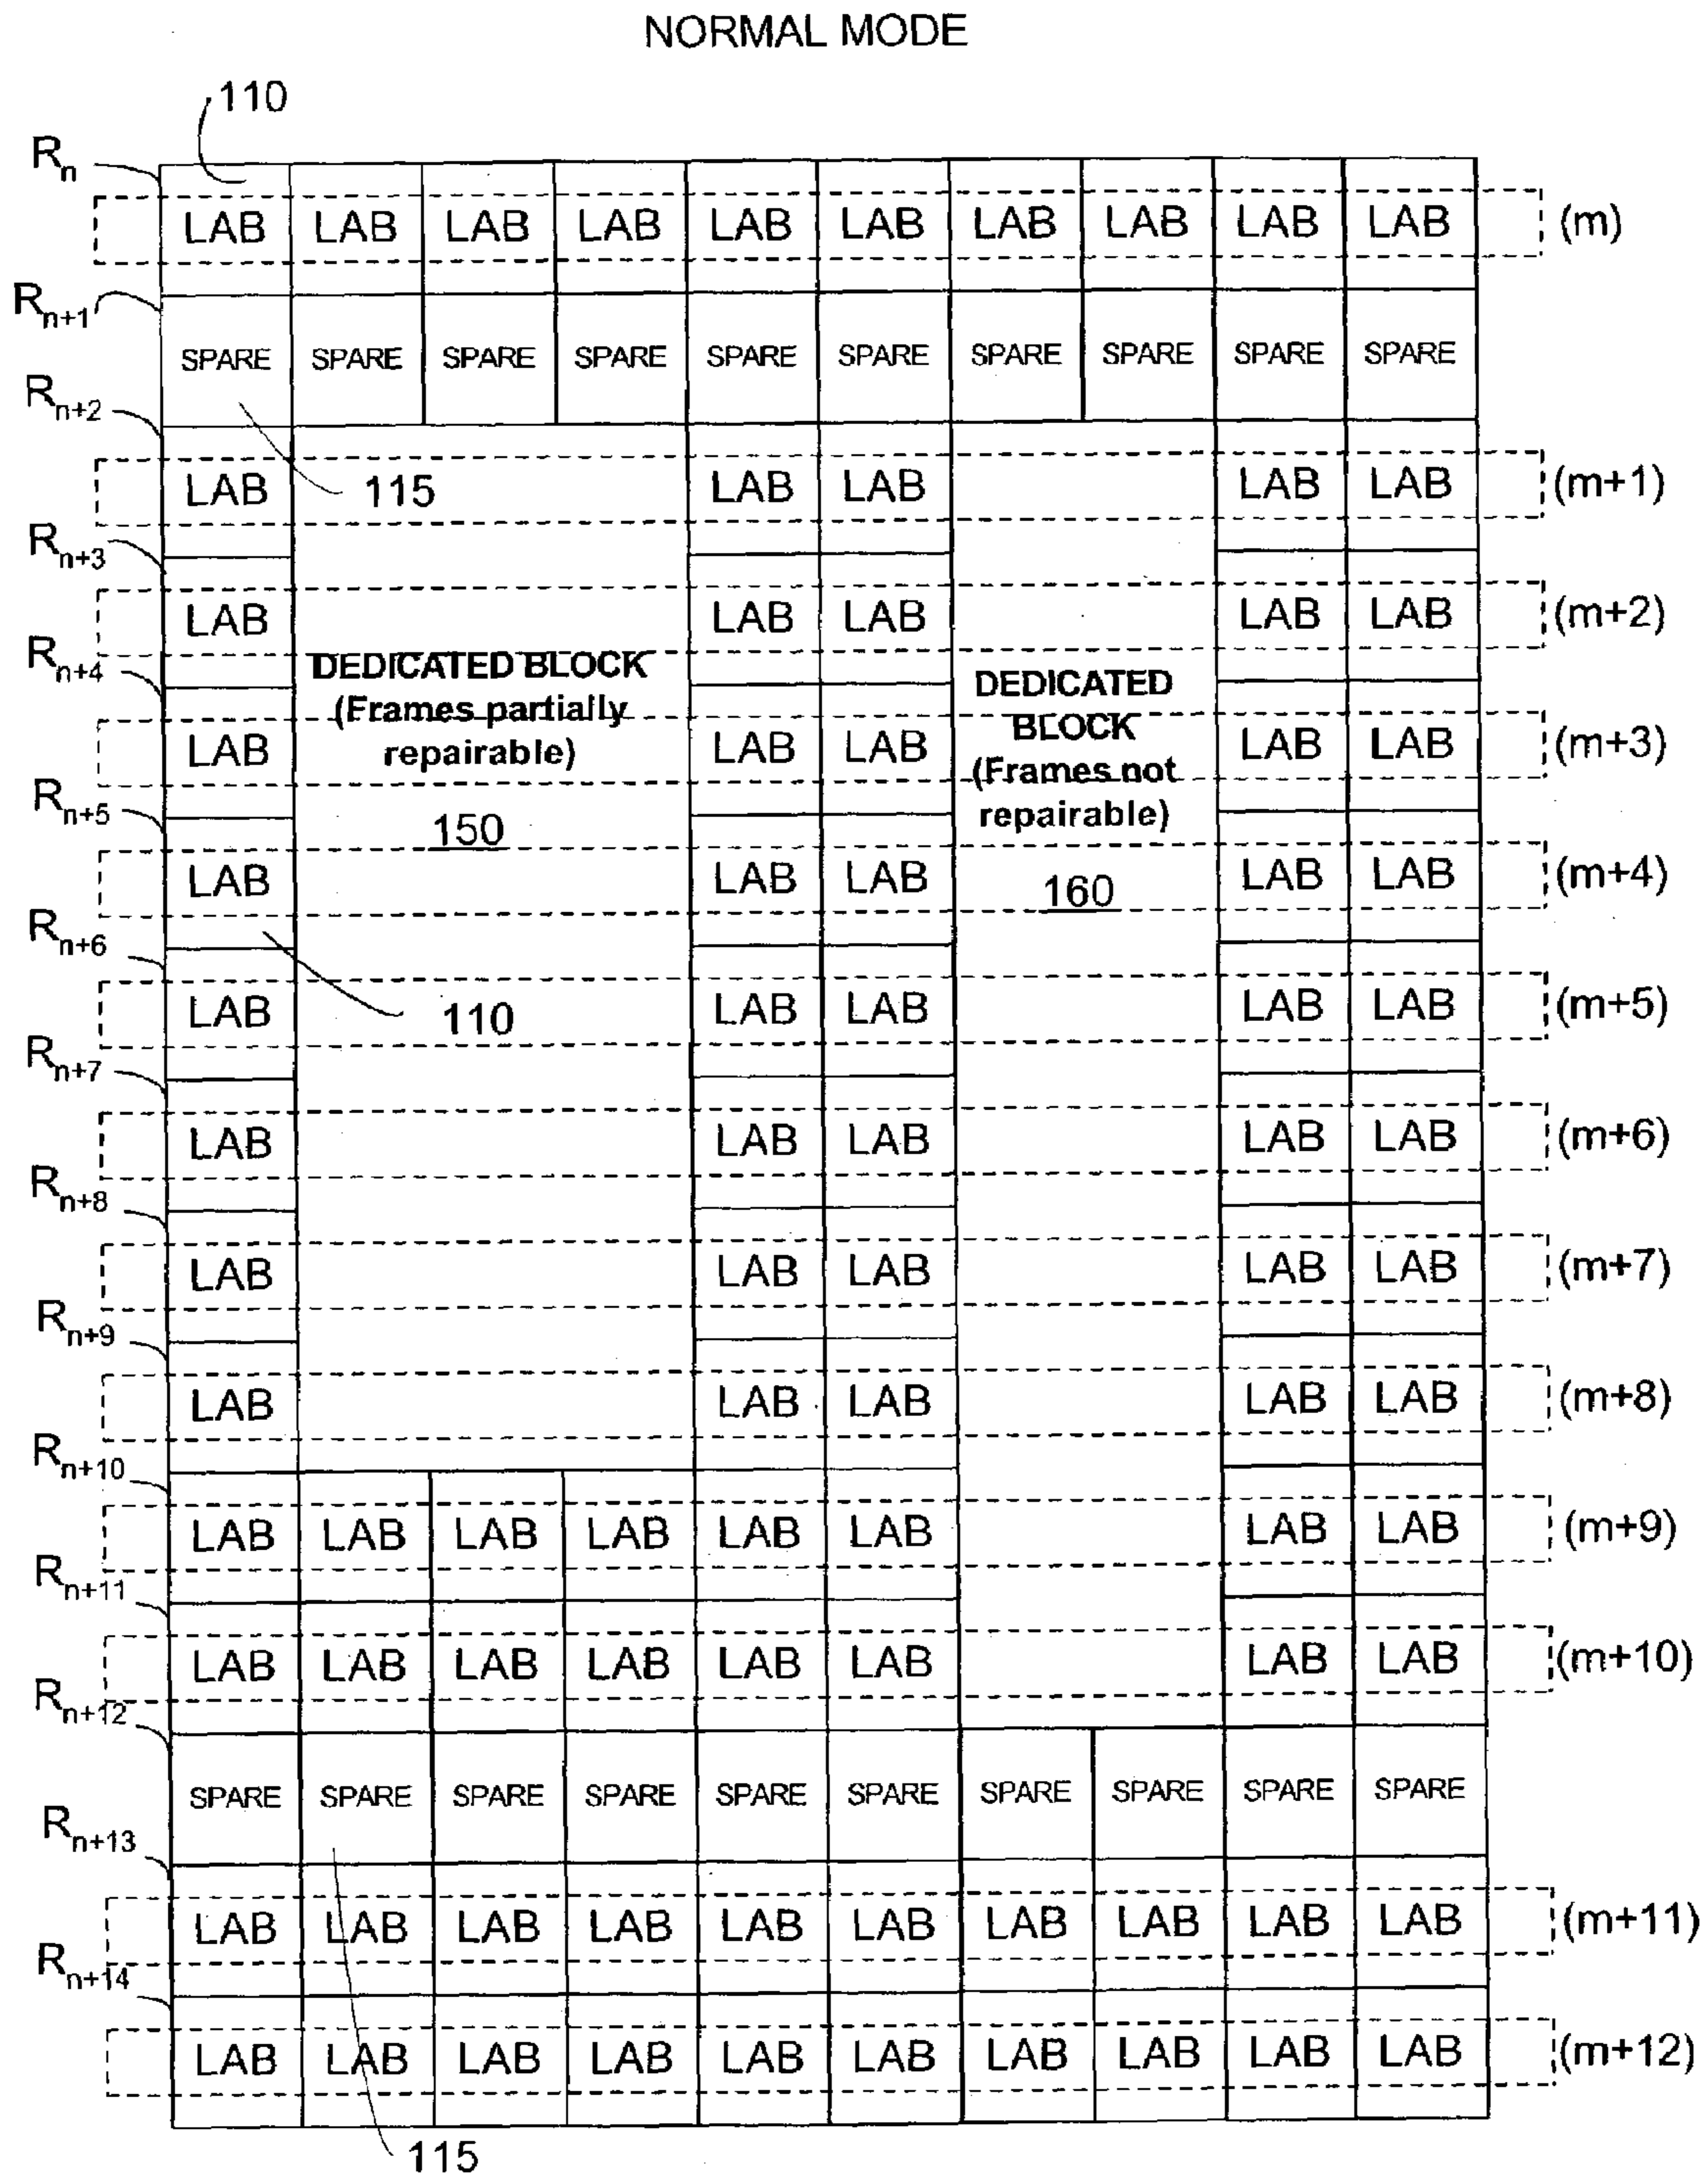 NORMAL MODE
110
Rn
LAB LAB LAB LAB LAB LAB LAB LAB LAB LAB (m)
Rn+1
SPARE SPARE SPARE SPARE SPARE SPARE SPARE SPARE SPARE SPARE
Rn+2
LAB 115 LAB LAB LAB LAB (m+1)
Rn+3
LAB LAB LAB LAB LAB (m+2)
Rn+4
DEDICATED BLOCK
(Frames partially
repairable)
150
DEDICATED
BLOCK
(Frames not
repairable)
160
LAB LAB LAB LAB LAB (m+3)
Rn+5
LAB LAB LAB LAB LAB (m+4)
Rn+6
LAB 110 LAB LAB LAB LAB (m+5)
Rn+7
LAB LAB LAB LAB LAB (m+6)
Rn+8
LAB LAB LAB LAB LAB (m+7)
Rn+9
LAB LAB LAB LAB LAB (m+8)
Rn+10
LAB LAB LAB LAB LAB LAB LAB LAB (m+9)
Rn+11
LAB LAB LAB LAB LAB LAB LAB LAB (m+10)
Rn+12
SPARE SPARE SPARE SPARE SPARE SPARE SPARE SPARE SPARE SPARE
Rn+13
LAB LAB LAB LAB LAB LAB LAB LAB LAB LAB (m+11)
Rn+14
LAB LAB LAB LAB LAB LAB LAB LAB LAB LAB (m+12)
115